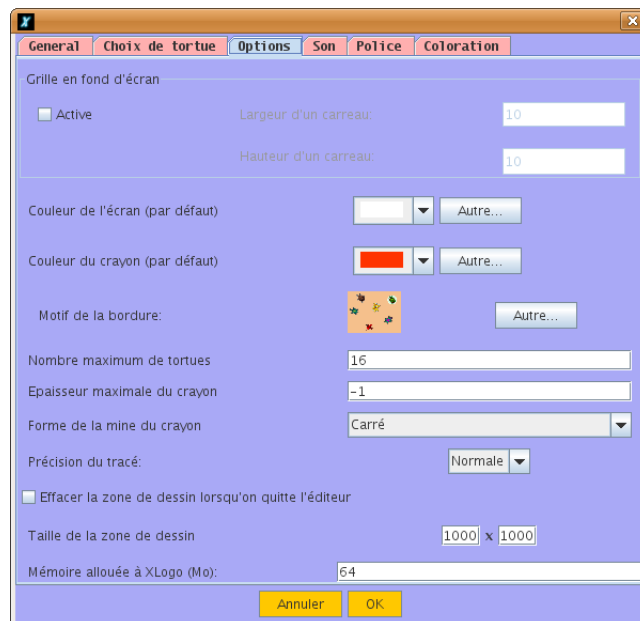 General Choix de tortue Options Son Police Coloration
Grille en fond d'écran
Active Largeur d'un carreau: 10
Hauteur d'un carreau: 10
Couleur de l'écran (par défaut) Autre...
Couleur du crayon (par défaut) Autre...
Motif de la bordure: Autre...
Nombre maximum de tortues 16
Epaisseur maximale du crayon -1
Forme de la mine du crayon Carré
Précision du tracé: Normale
Effacer la zone de dessin lorsqu'on quitte l'éditeur
Taille de la zone de dessin 1000 x 1000
Mémoire allouée à XLogo (Mo): 64
Annuler OK